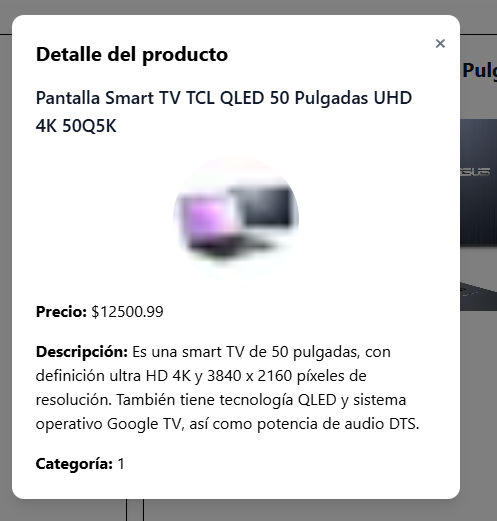 Detalle del producto
×
Pulg
Pantalla Smart TV TCL QLED 50 Pulgadas UHD
4K 50Q5K
Precio: $12500.99
Descripción: Es una smart TV de 50 pulgadas, con
definición ultra HD 4K y 3840 x 2160 píxeles de
resolución. También tiene tecnología QLED y sistema
operativo Google TV, así como potencia de audio DTS.
Categoría: 1